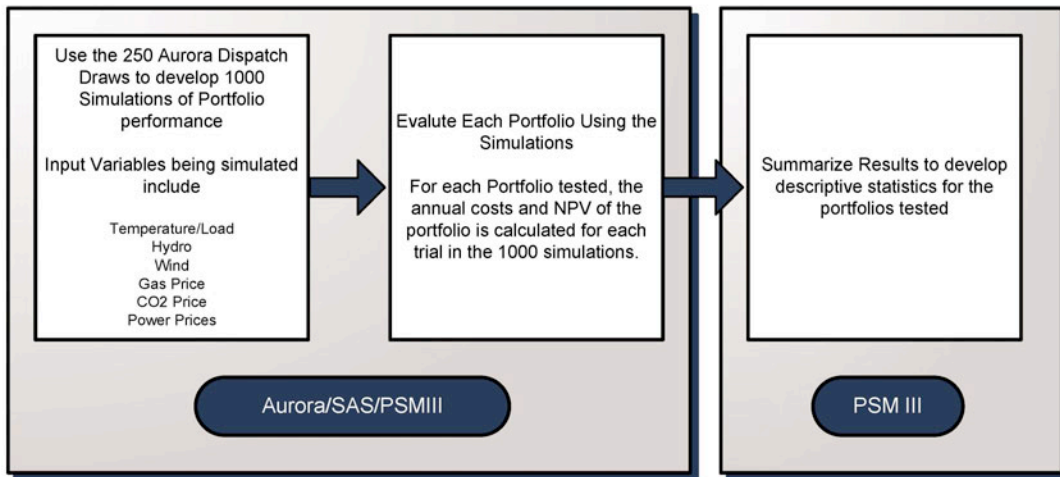 Use the 250 Aurora Dispatch
Draws to develop 1000
Simulations of Portfolio
performance
Input Variables being simulated
include
Temperature/Load
Hydro
Wind
Gas Price
CO2 Price
Power Prices
Evalute Each Portfolio Using the
Simulations
For each Portfolio tested, the
annual costs and NPV of the
portfolio is calculated for each
trial in the 1000 simulations.
Aurora/SAS/PSMIII
Summarize Results to develop
descriptive statistics for the
portfolios tested
PSM III